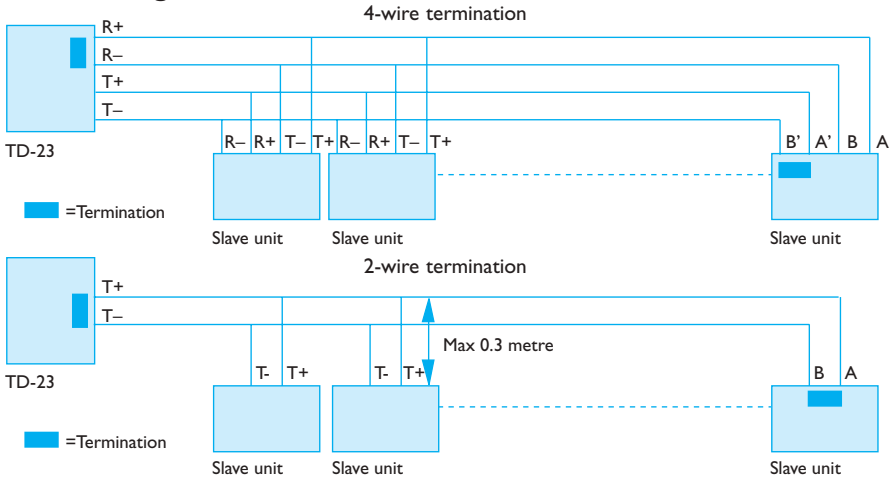 4-wire termination
R+
R–
T+
T–
TD-23
R– R+ T– T+ R– R+ T– T+
B’ A’ B A
=Termination
Slave unit
Slave unit
Slave unit
2-wire termination
T+
T–
Max 0.3 metre
T- T+
T- T+
B A
TD-23
=Termination
Slave unit
Slave unit
Slave unit